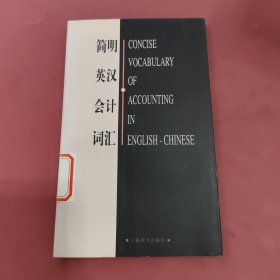 简明
英汉
会计
词汇
CONCISE
VOCABULARY
OF
ACCOUNTING
IN
ENGLISH-CHINESE